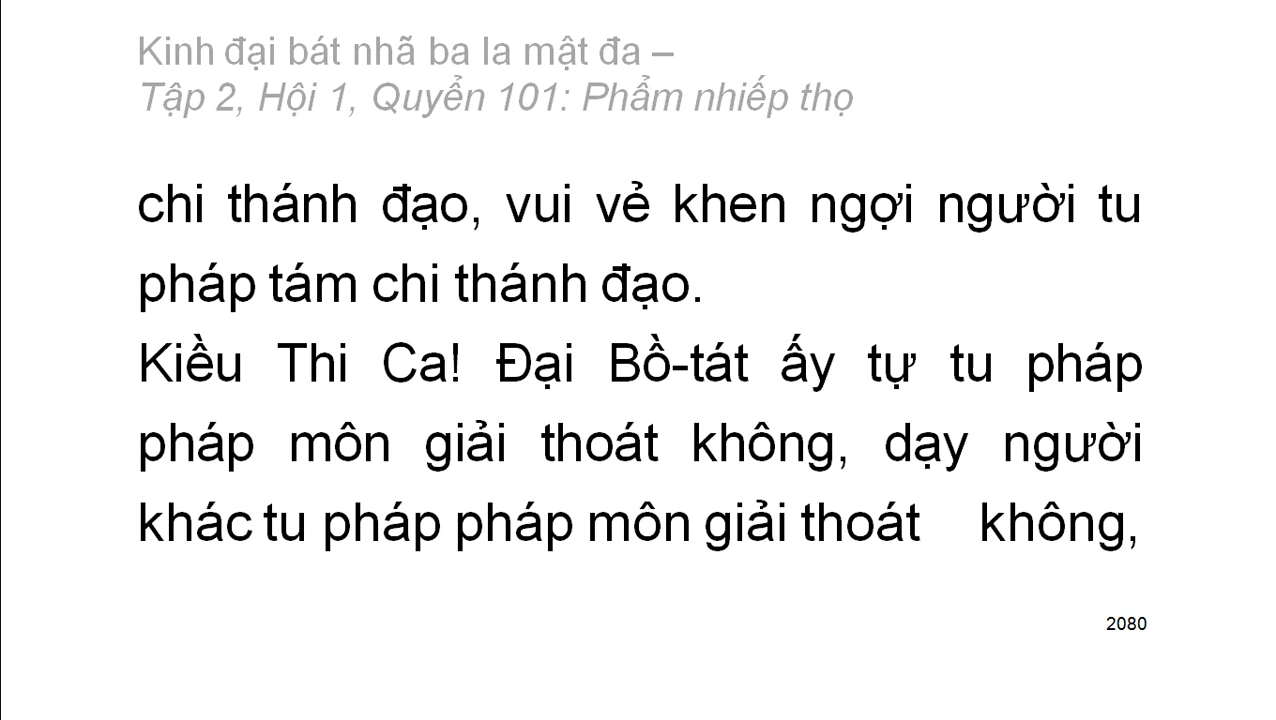 Kinh đại bát nhã ba la mật đa –
Tập 2, Hội 1, Quyển 101: Phẩm nhiếp thọ
chi thánh đạo, vui vẻ khen ngợi người tu
pháp tám chi thánh đạo.
Kiều Thi Ca! Đại Bồ-tát ấy tự tu pháp
pháp môn giải thoát không, dạy người
khác tu pháp pháp môn giải thoát không,
2080